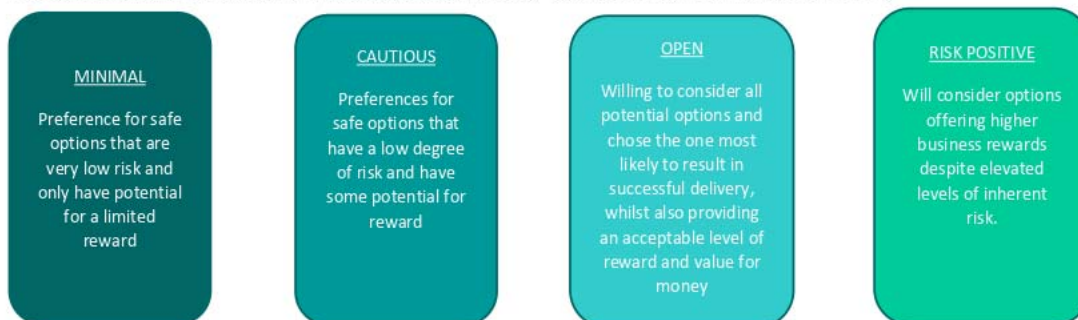 MINIMAL
Preference for safe
options that are
very low risk and
only have potential
for a limited
reward
CAUTIOUS
Preferences for
safe options that
have a low degree
of risk and have
some potential for
reward
OPEN
Willing to consider all
potential options and
chose the one most
likely to result in
successful delivery,
whilst also providing
an acceptable level of
reward and value for
money
RISK POSITIVE
Will consider options
offering higher
business rewards
despite elevated
levels of inherent
risk.